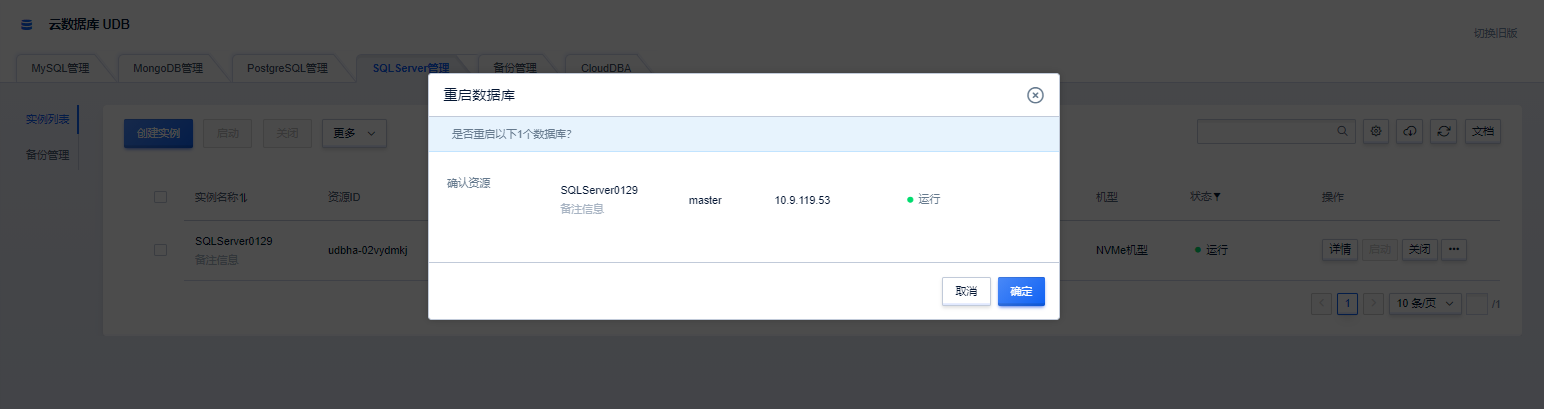 云数据库 UDB
切换旧版
MySQL管理
MongoDB管理
PostgreSQL管理
SQLServer管理
备份管理
CloudDBA
重启数据库
是否重启以下1个数据库?
确认资源
SQLServer0129
备注信息
master
10.9.119.53
运行
取消
确定
实例列表
备份管理
创建实例
启动
关闭
更多
文档
实例名称
资源ID
机型
状态
操作
SQLServer0129
备注信息
udbha-02vydmkj
NVMe机型
运行
详情
启动
关闭
1
10 条/页
/1